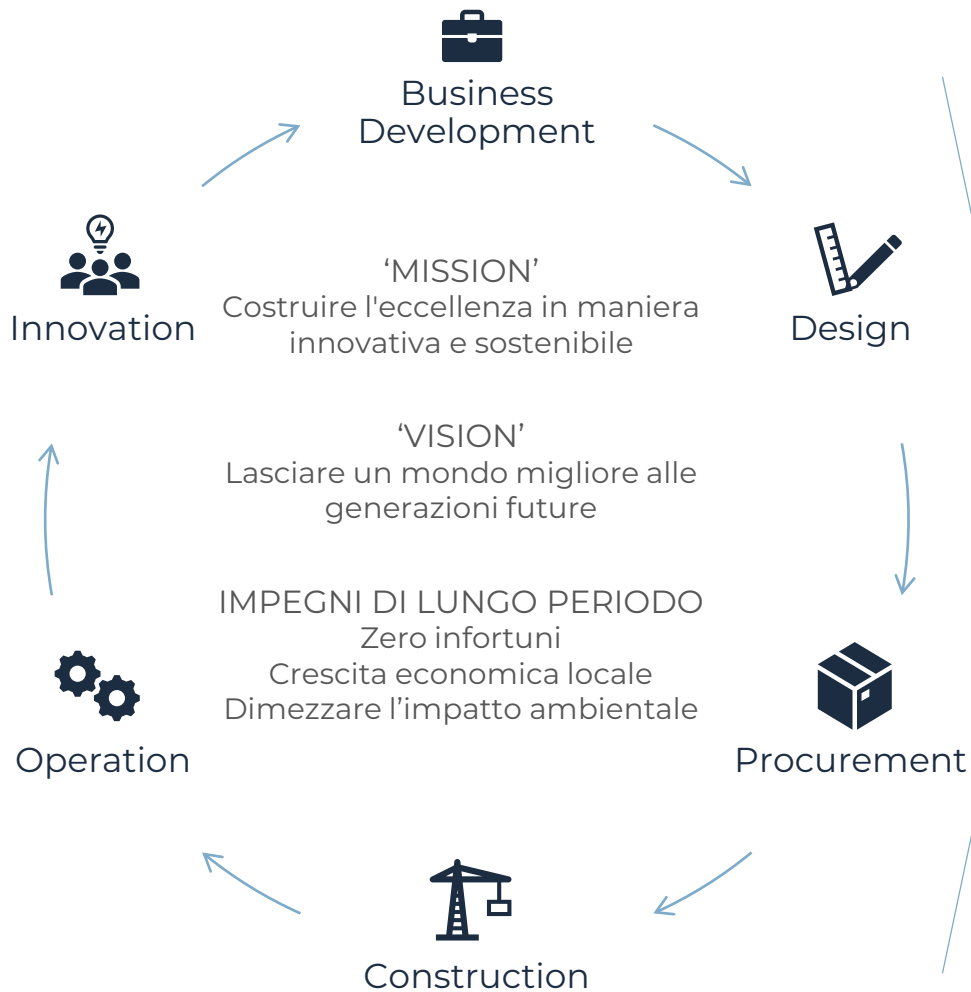 Business
Development
Innovation
Design
‘MISSION’
Costruire l'eccellenza in maniera
innovativa e sostenibile
‘VISION’
Lasciare un mondo migliore alle
generazioni future
IMPEGNI DI LUNGO PERIODO
Zero infortuni
Crescita economica locale
Dimezzare l’impatto ambientale
Operation
Procurement
Construction